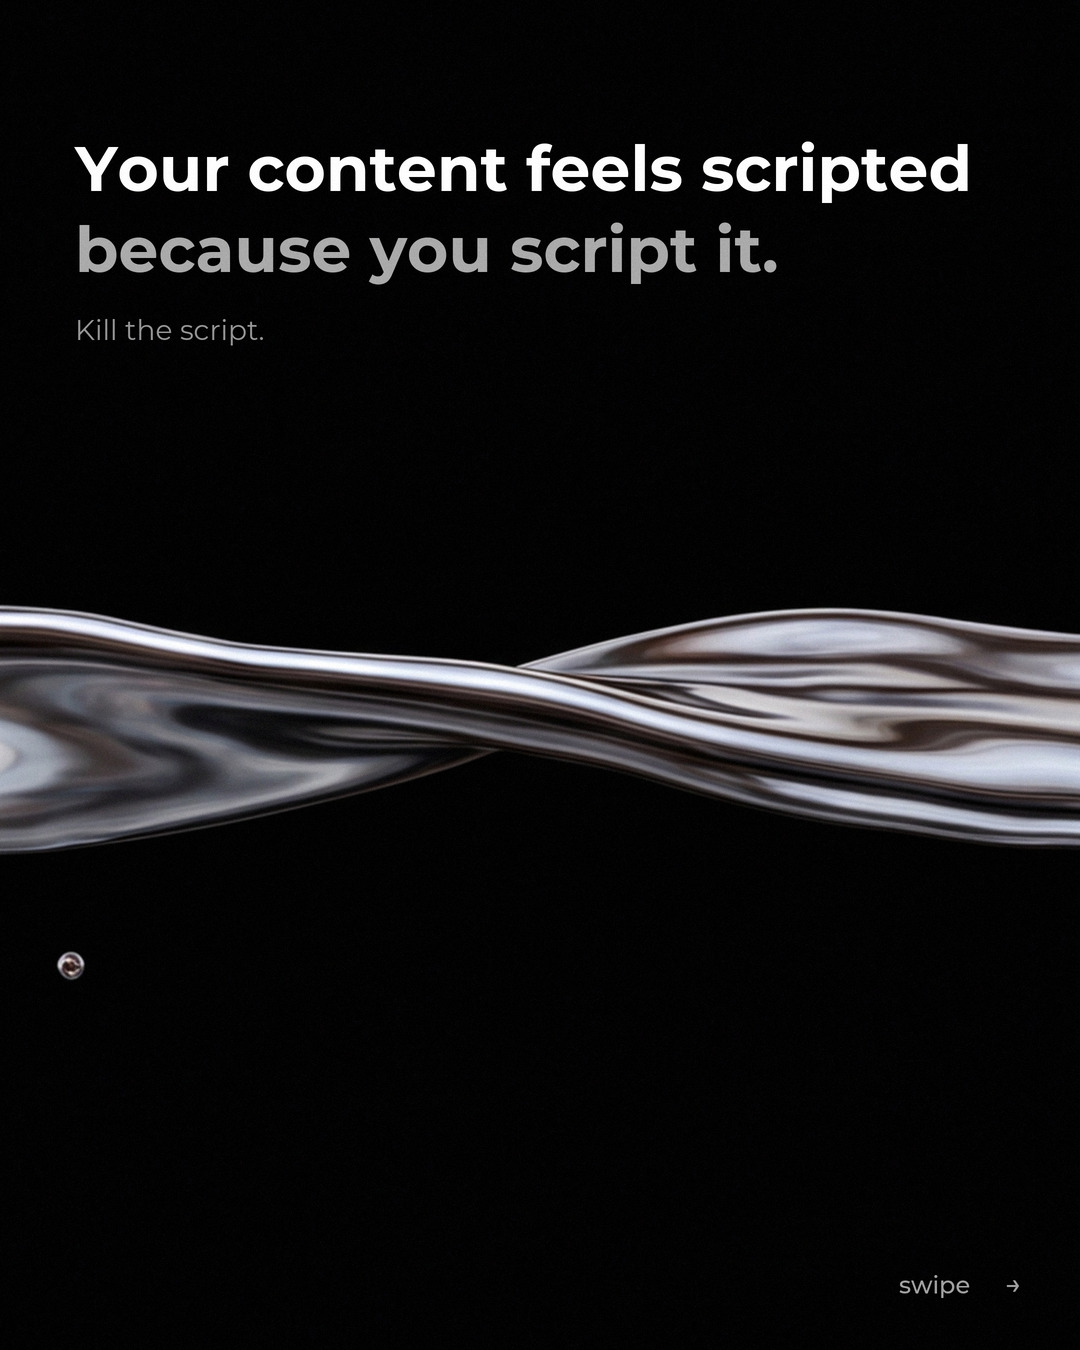 Your content feels scripted
because you script it.
Kill the script.
swipe →